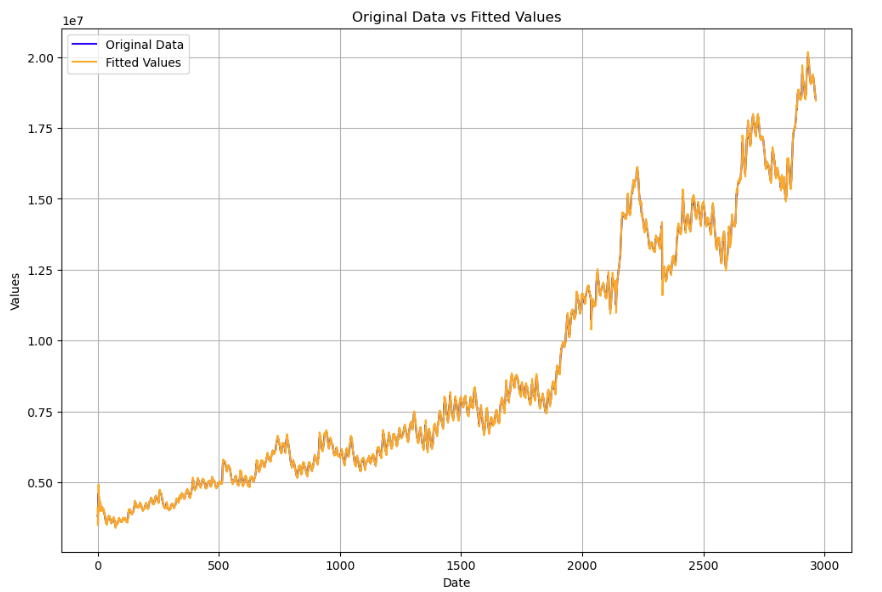 Original Data vs Fitted Values
1e7
Original Data
Fitted Values
2.00
1.75
1.50
1.25
1.00
0.75
0.50
Values
0 500 1000 1500 2000 2500 3000
Date